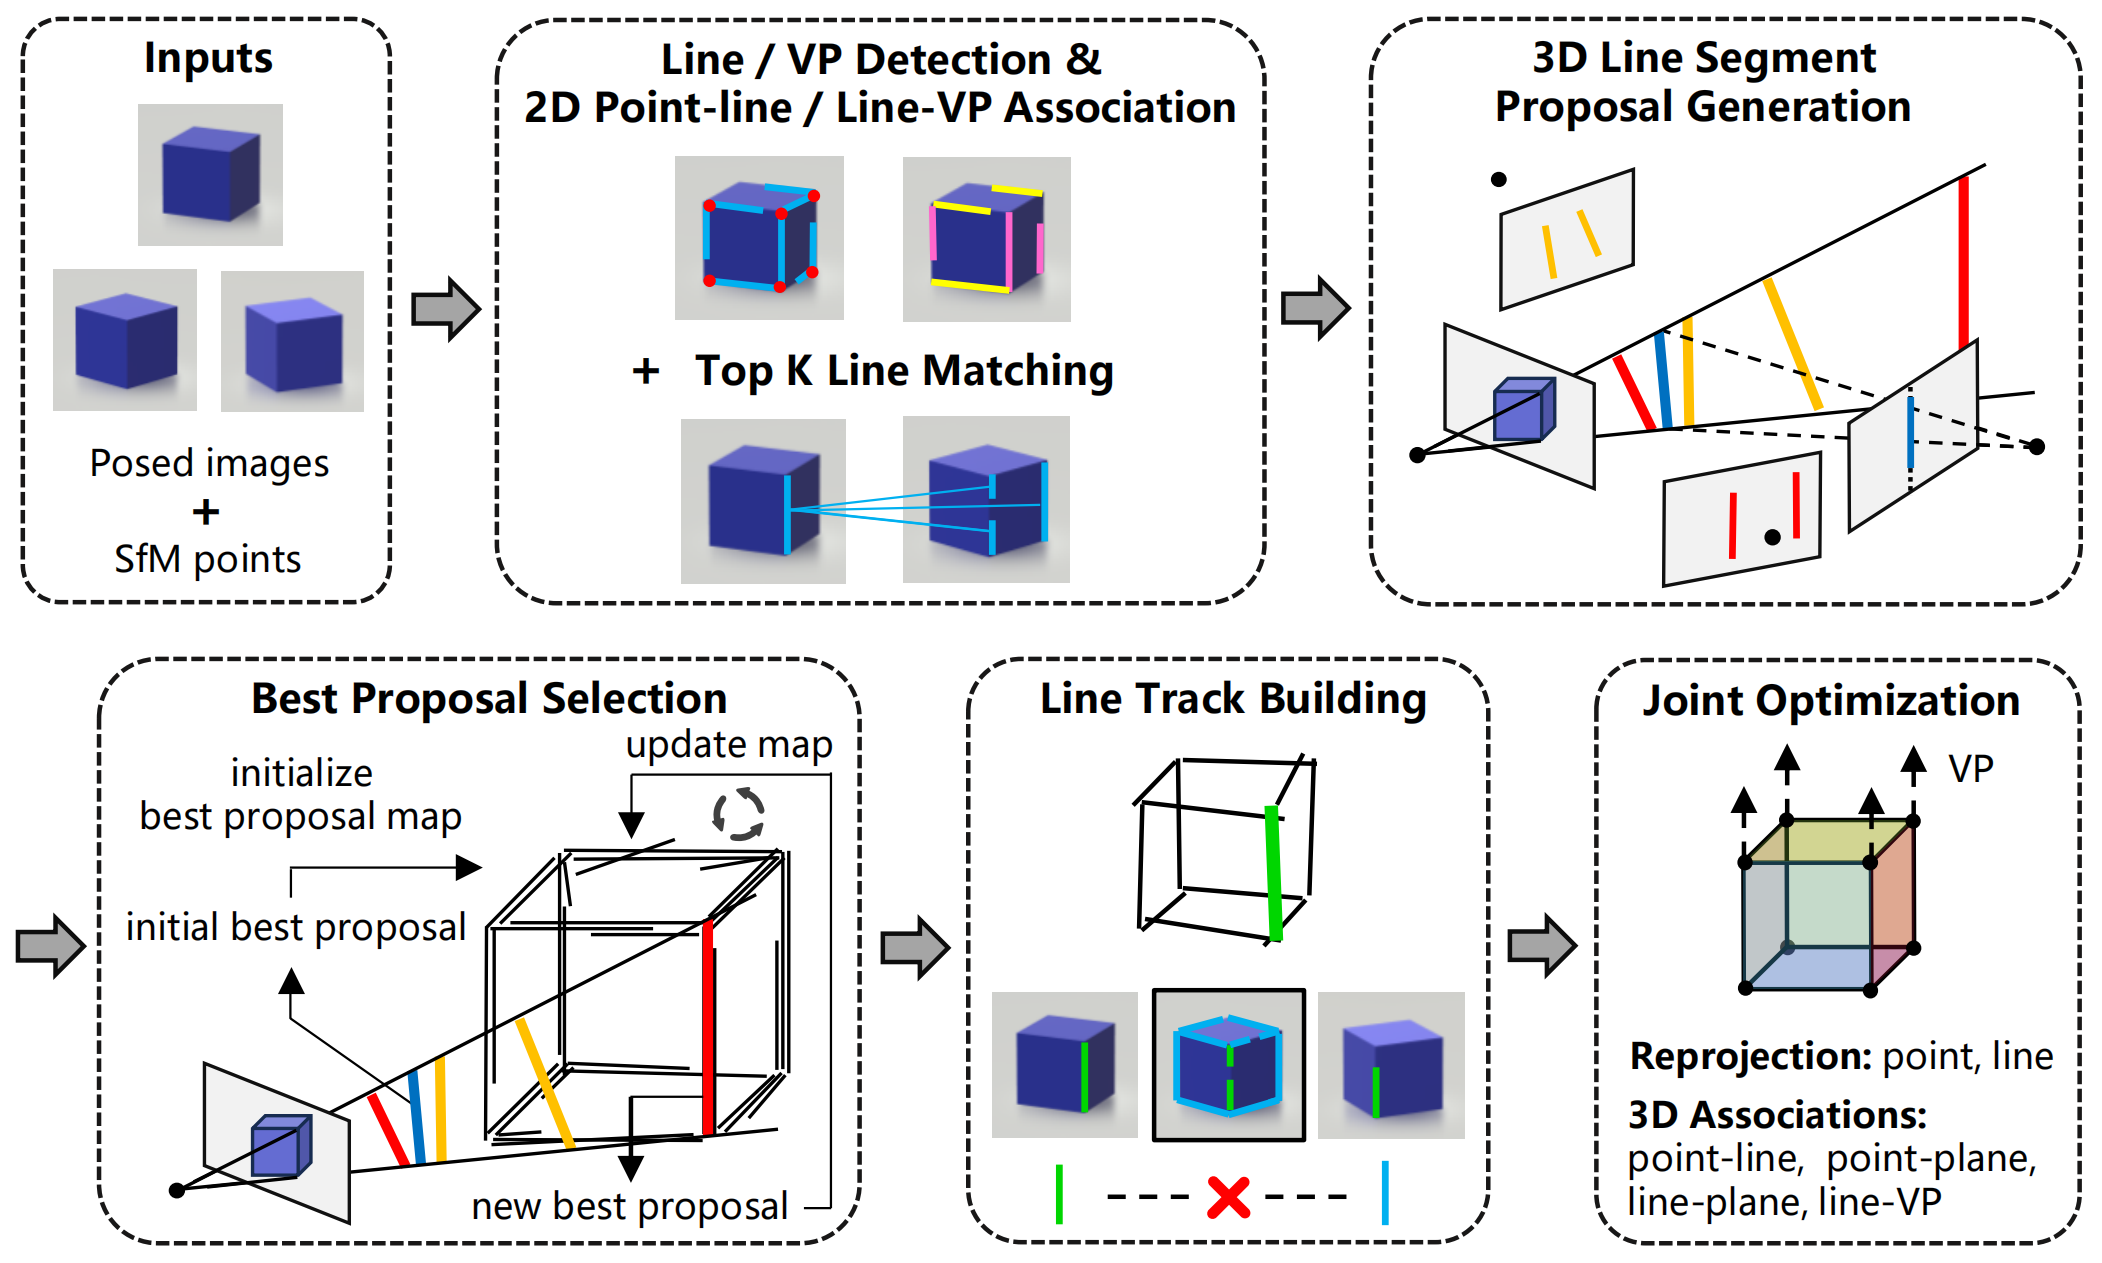 Inputs
Posed images
+
SfM points
Line / VP Detection &
2D Point-line / Line-VP Association
+ Top K Line Matching
3D Line Segment
Proposal Generation
Best Proposal Selection
update map
initialize
best proposal map
initial best proposal
new best proposal
Line Track Building
Joint Optimization
VP
Reprojection: point, line
3D Associations:
point-line, point-plane,
line-plane, line-VP